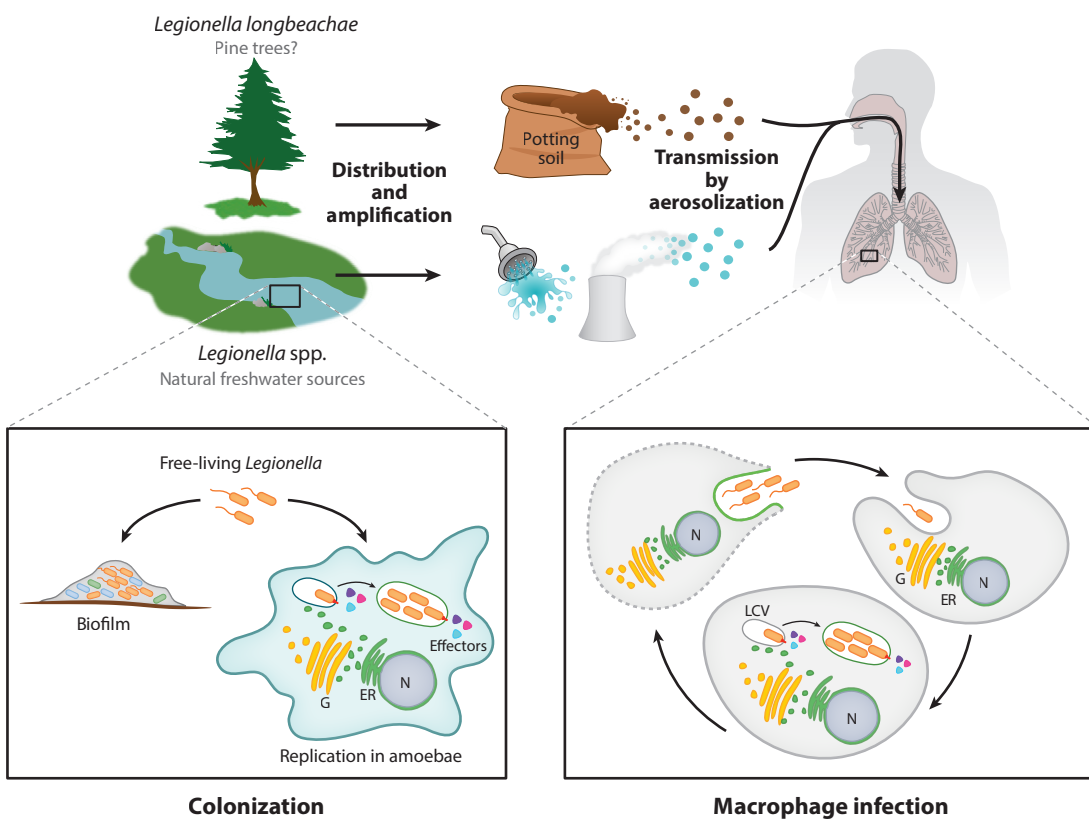 Legionella longbeachae
Pine trees?
Distribution
and
amplification
Potting
soil
Transmission
by
aerosolization
Legionella spp.
Natural freshwater sources
Free-living Legionella
Biofilm
Effectors
G
ER
N
Replication in amoebae
Colonization
N
G
ER
N
LCV
N
Macrophage infection